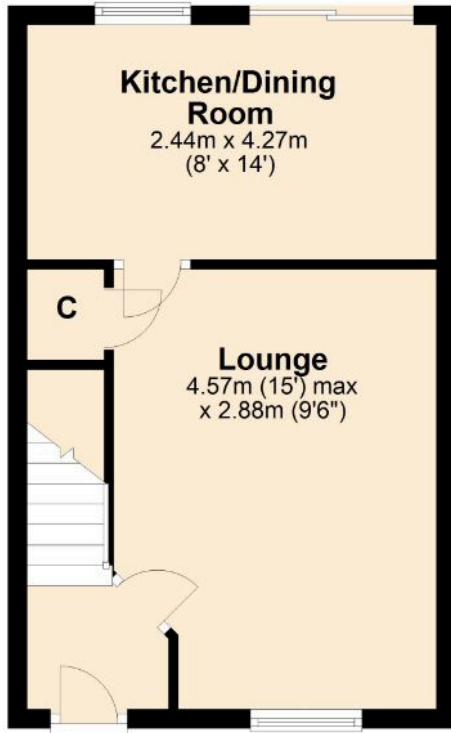 Kitchen/Dining
Room
2.44m x 4.27m
(8' x 14')
C
Lounge
4.57m (15') max
x 2.88m (9'6")